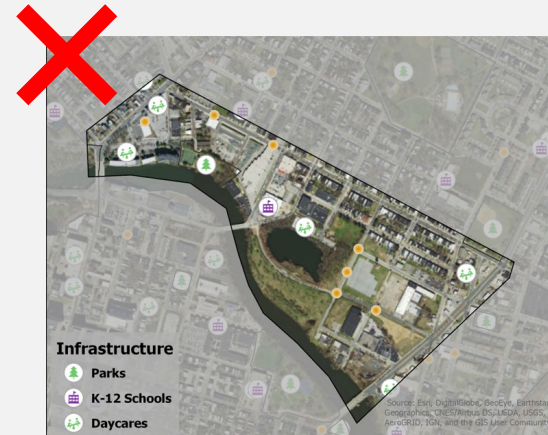 Infrastructure
Parks
K-12 Schools
Daycares
Source: Esri, DigitalGlobe, GeoEye, Earthstar
Geographics, CNES/Airbus DS, USDA, USGS,
AeroGRID, IGN, and the GIS User Community